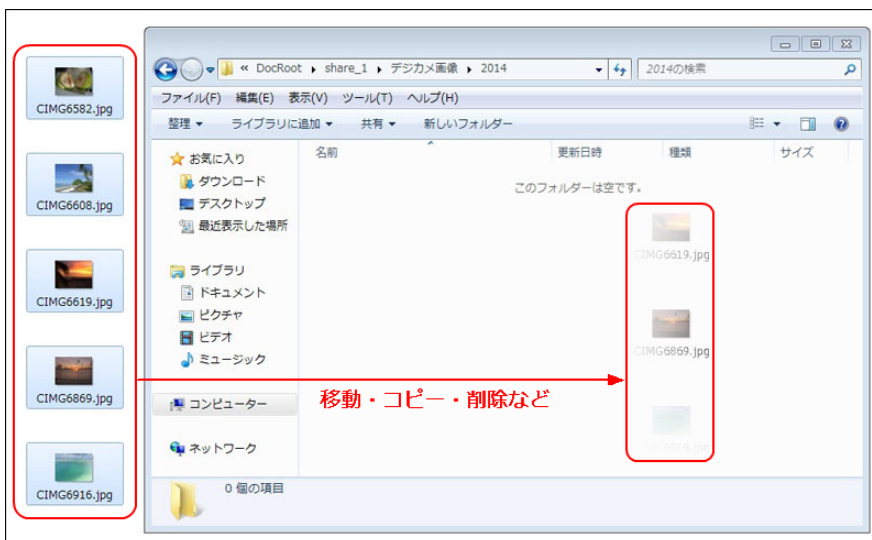 CIMG6582.jpg
CIMG6608.jpg
CIMG6619.jpg
CIMG6869.jpg
CIMG6916.jpg
« DocRoot ▸ share_1 ▸ デジカメ画像 ▸ 2014
2014の検索
ファイル(F) 編集(E) 表示(V) ツール(T) ヘルプ(H)
整理 ライブラリに追加 共有 新しいフォルダー
お気に入り
ダウンロード
デスクトップ
最近表示した場所
ライブラリ
ドキュメント
ピクチャ
ビデオ
ミュージック
コンピューター
ネットワーク
名前 更新日時 種類 サイズ
このフォルダーは空です。
CIMG6619.jpg
CIMG6869.jpg
CIMG6916.jpg
移動・コピー・削除など
0 個の項目